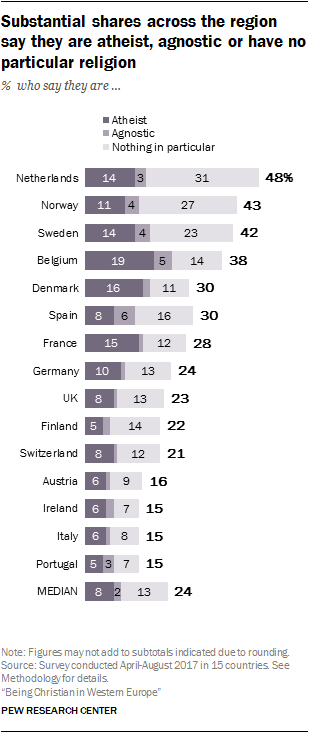 Substantial shares across the region
say they are atheist, agnostic or have no
particular religion
% who say they are ...
Atheist
Agnostic
Nothing in particular
Netherlands 14 3 31 48%
Norway 11 4 27 43
Sweden 14 4 23 42
Belgium 19 5 14 38
Denmark 16 11 30
Spain 8 6 16 30
France 15 12 28
Germany 10 13 24
UK 8 13 23
Finland 5 14 22
Switzerland 8 12 21
Austria 6 9 16
Ireland 6 7 15
Italy 6 8 15
Portugal 5 3 7 15
MEDIAN 8 2 13 24
Note: Figures may not add to subtotals indicated due to rounding.
Source: Survey conducted April-August 2017 in 15 countries. See
Methodology for details.
“Being Christian in Western Europe”
PEW RESEARCH CENTER